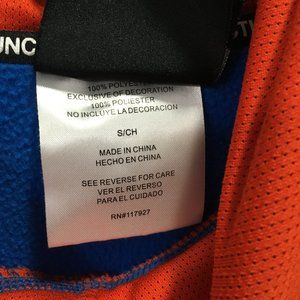 UNC
100% POLYESTER
EXCLUSIVE OF DECORATION
100% POLYESTER
NO INCLUYE LA DECORACION
S/CH
MADE IN CHINA
HECHO EN CHINA
SEE REVERSE FOR CARE
VER EL REVERSO
PARA EL CUIDADO
RN#117927